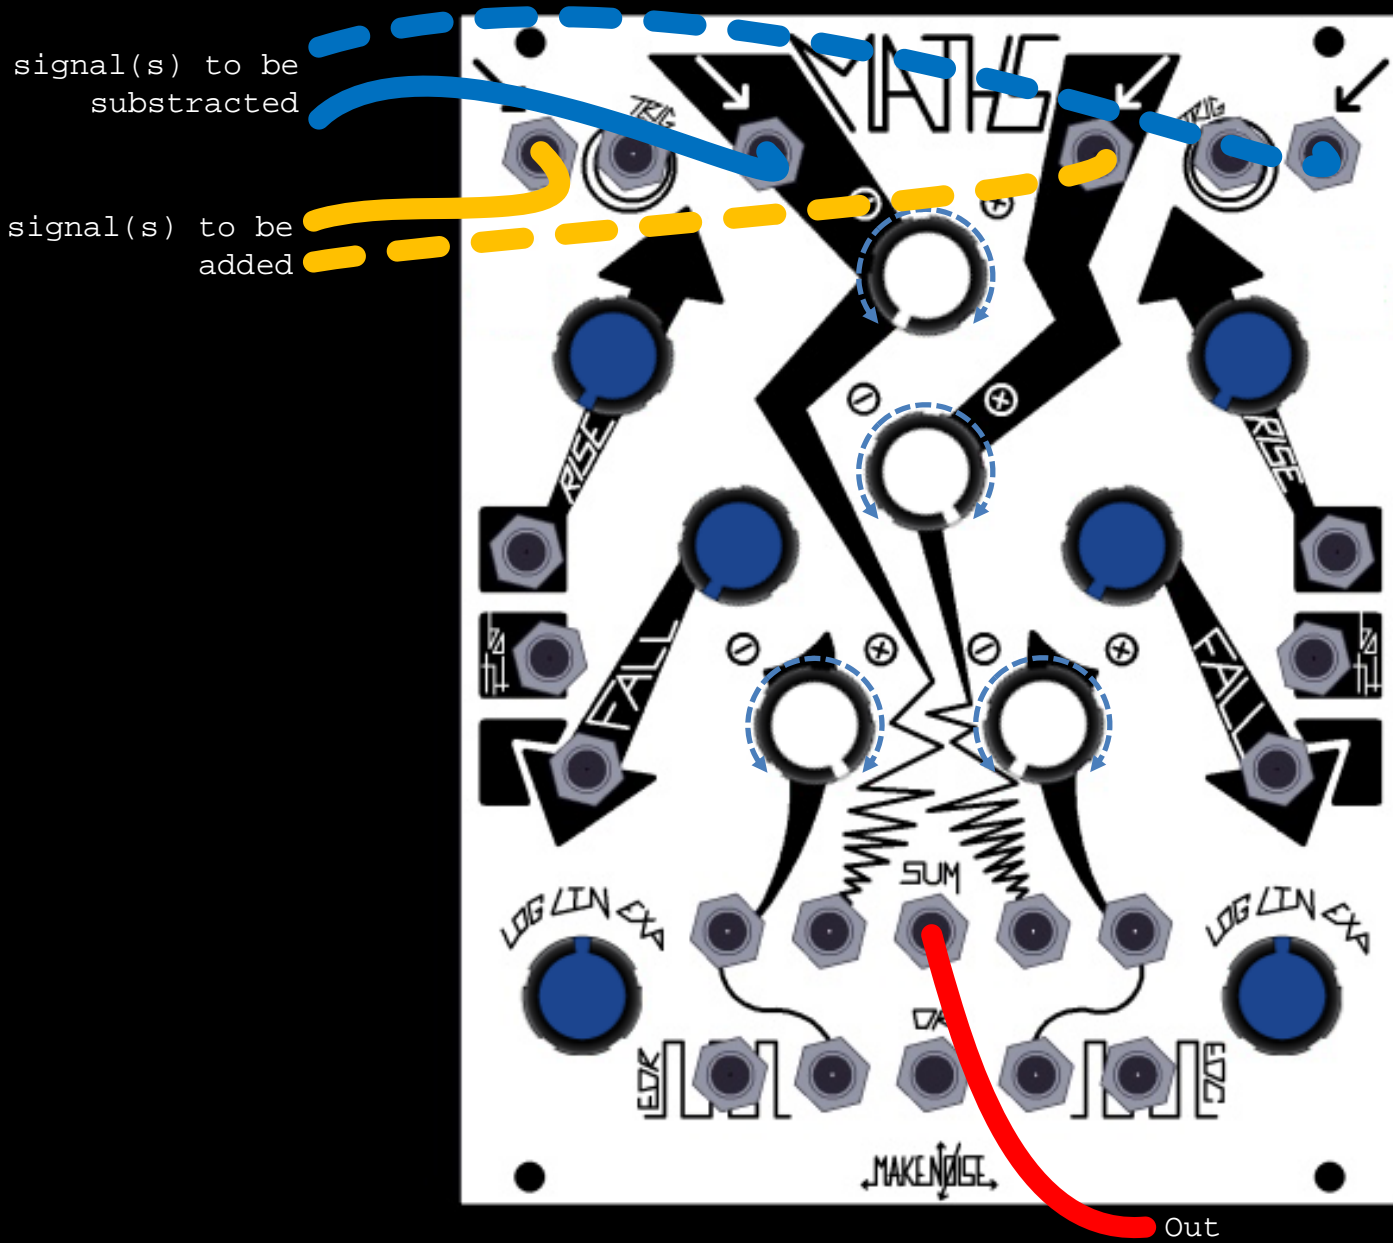 signal(s) to be
substracted
MATHS
TRIG
TRIG
signal(s) to be
added
RISE
RISE
FALL
FALL
SUM
LOG LIN EXP
LOG LIN EXP
OR
EOR
EOC
MAKENOISE
Out